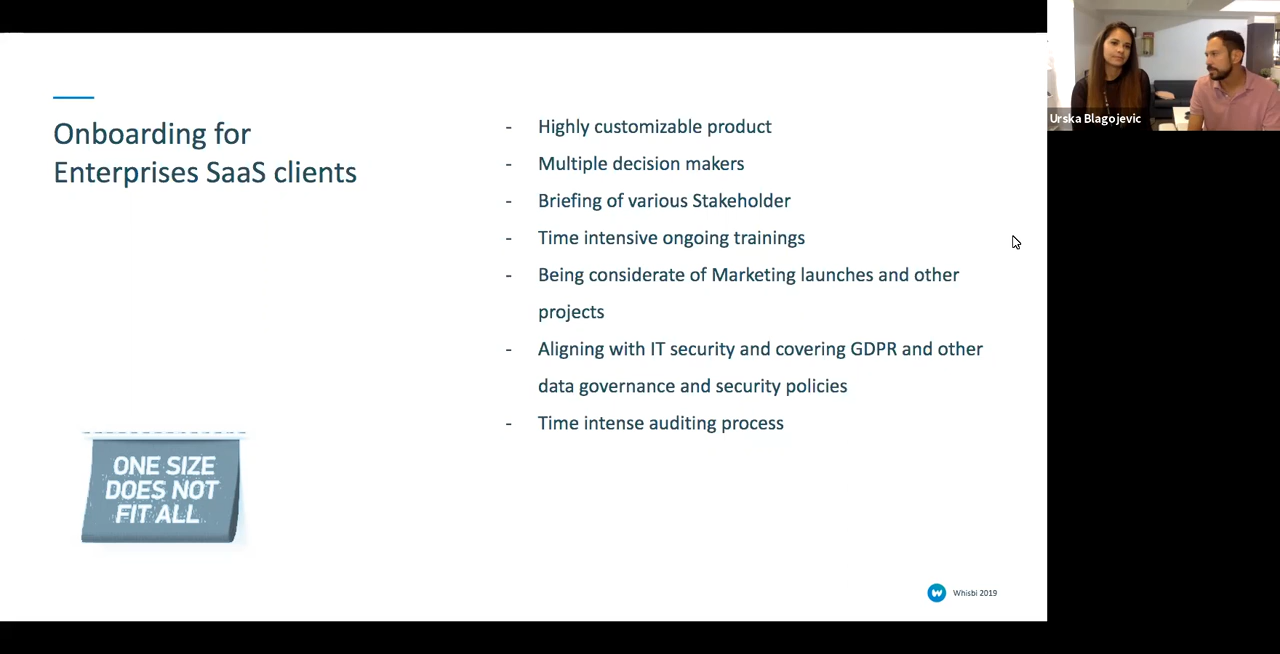 Onboarding for
Enterprises SaaS clients
- Highly customizable product
- Multiple decision makers
- Briefing of various Stakeholder
- Time intensive ongoing trainings
- Being considerate of Marketing launches and other
projects
- Aligning with IT security and covering GDPR and other
data governance and security policies
- Time intense auditing process
ONE SIZE
DOES NOT
FIT ALL
W Whisbi 2019
Urska Blagojevic